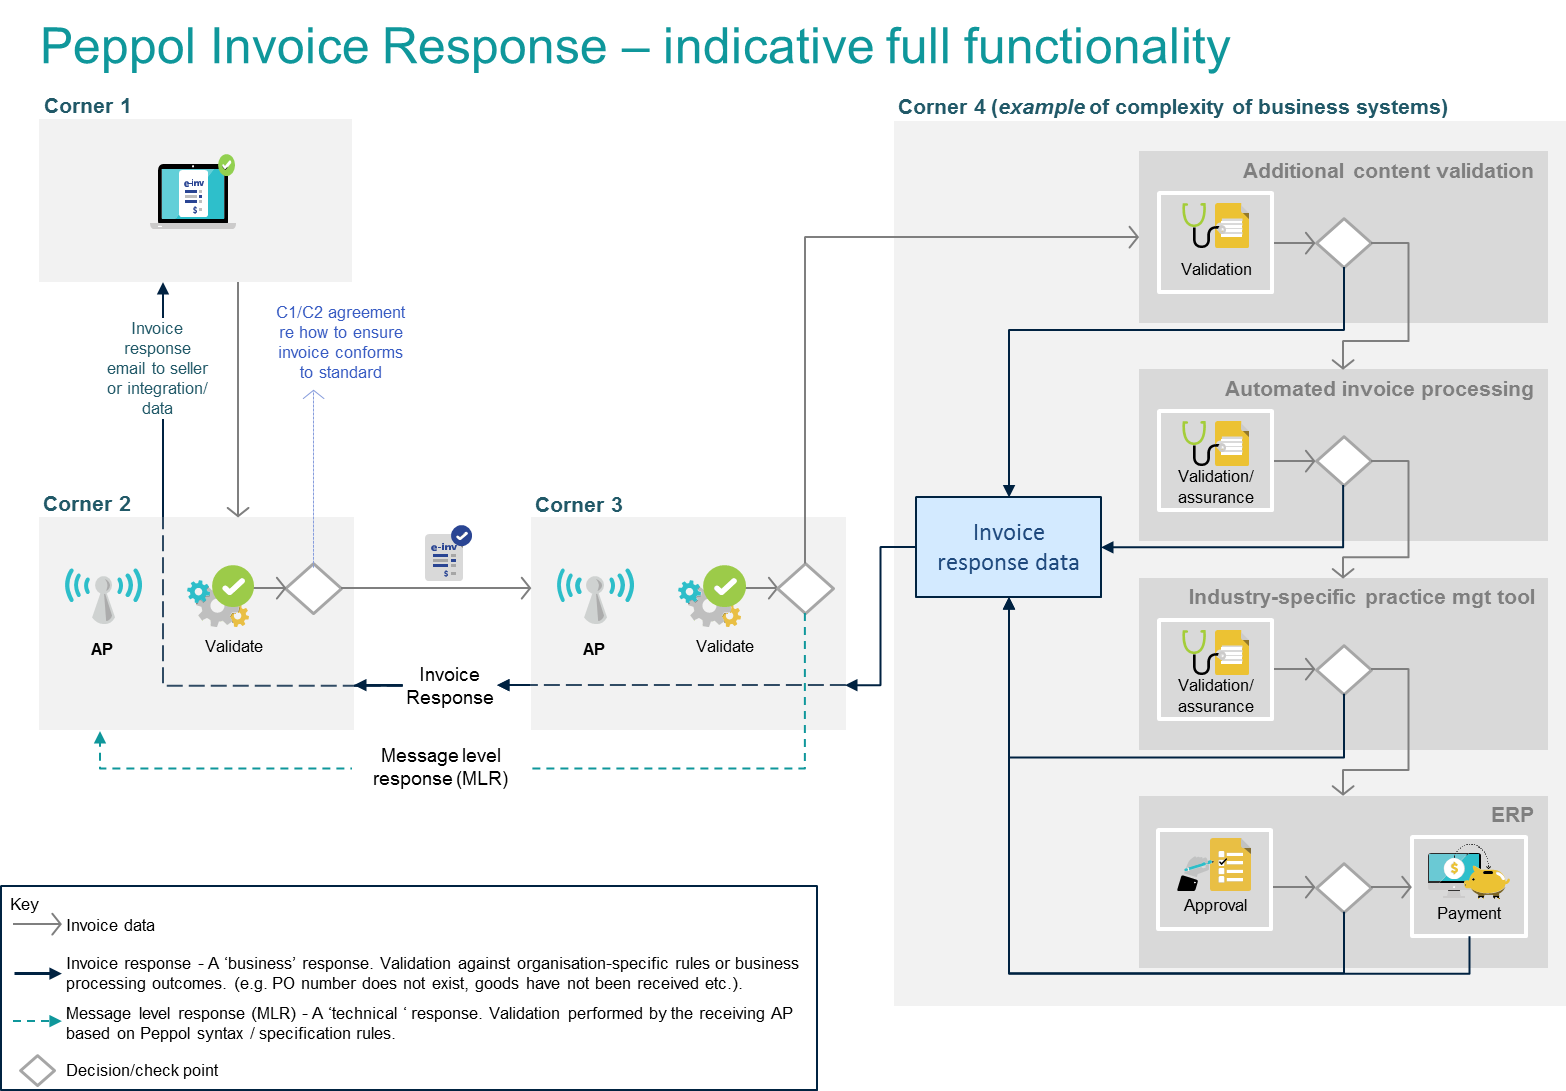 Peppol Invoice Response – indicative full functionality
Corner 1
e-inv
$
Invoice
response
email to seller
or integration/
data
C1/C2 agreement
re how to ensure
invoice conforms
to standard
Corner 2
AP
Validate
e-inv
$
Corner 3
AP
Validate
Invoice
Response
Message level
response (MLR)
Corner 4 (example of complexity of business systems)
Additional content validation
Validation
Automated invoice processing
Validation/
assurance
Invoice
response data
Industry-specific practice mgt tool
Validation/
assurance
ERP
Approval
$
Payment
Key
Invoice data
Invoice response - A ‘business’ response. Validation against organisation-specific rules or business
processing outcomes. (e.g. PO number does not exist, goods have not been received etc.).
Message level response (MLR) - A ‘technical ‘ response. Validation performed by the receiving AP
based on Peppol syntax / specification rules.
Decision/check point